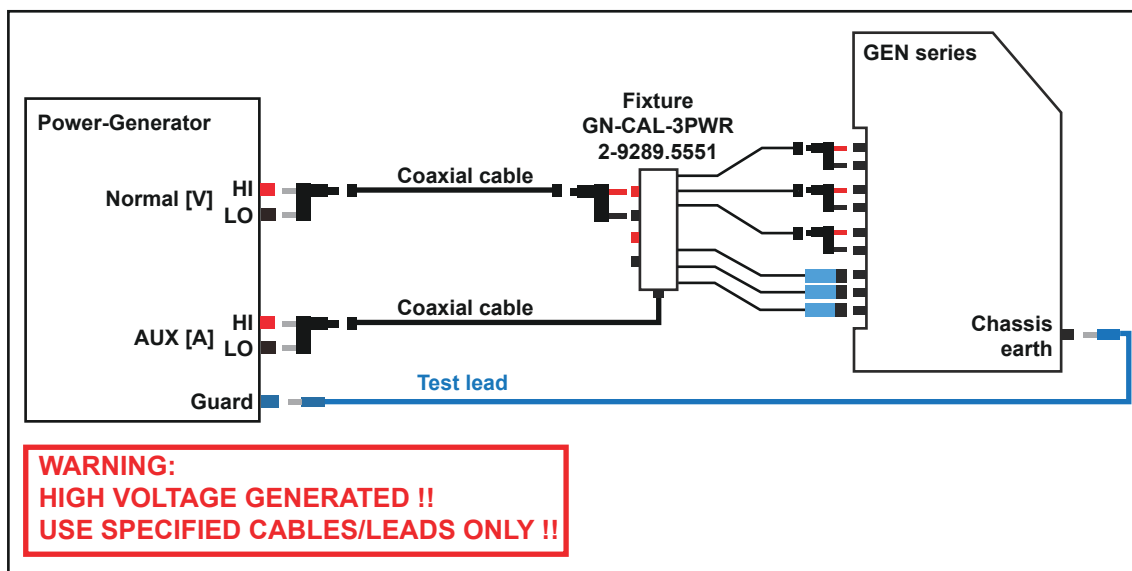 GEN series
Fixture
GN-CAL-3PWR
2-9289.5551
Power-Generator
Coaxial cable
HI
Normal [V]
LO
Coaxial cable
HI
AUX [A]
LO
Chassis
earth
Test lead
Guard
WARNING:
HIGH VOLTAGE GENERATED !!
USE SPECIFIED CABLES/LEADS ONLY !!